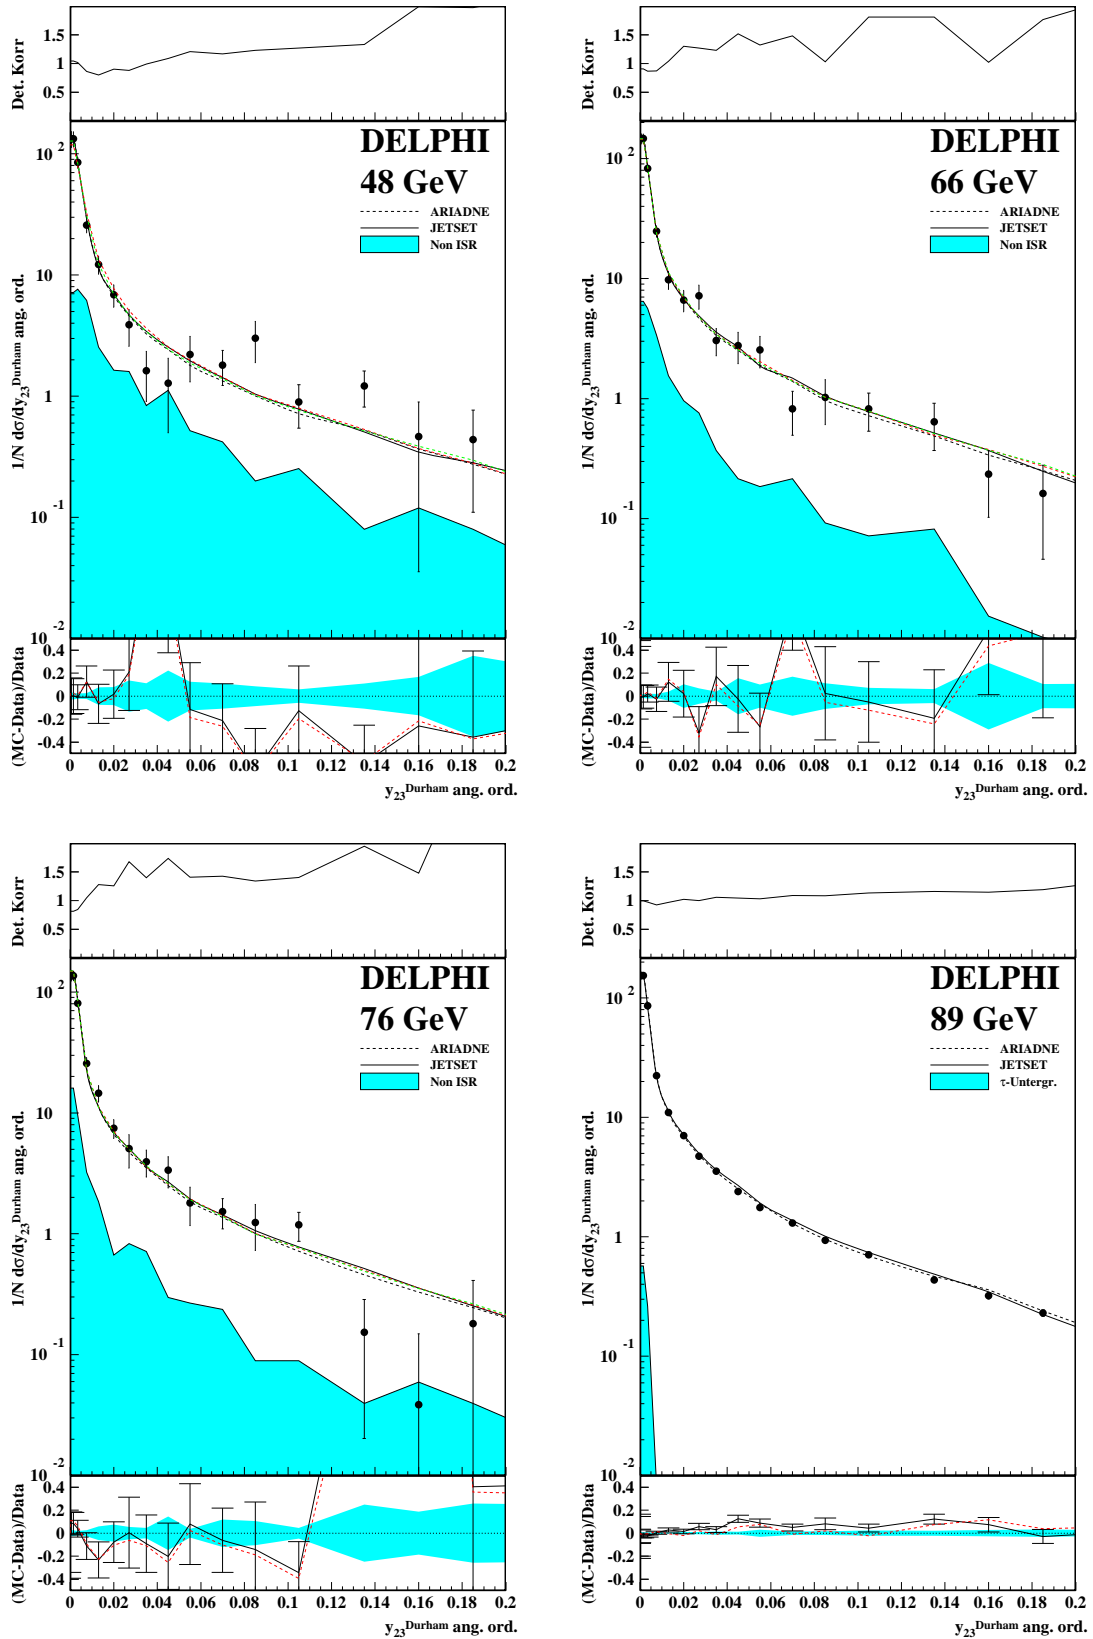 Det. Korr
1.5
1
0.5
DELPHI
48 GeV
ARIADNE
JETSET
Non ISR
1/N dσ/dy23Durham ang. ord.
10 2
10
1
10 -1
10 -2
(MC-Data)/Data
0.4
0.2
0
-0.2
-0.4
0 0.02 0.04 0.06 0.08 0.1 0.12 0.14 0.16 0.18 0.2
y23Durham ang. ord.
Det. Korr
1.5
1
0.5
DELPHI
66 GeV
ARIADNE
JETSET
Non ISR
1/N dσ/dy23Durham ang. ord.
10 2
10
1
10 -1
10 -2
(MC-Data)/Data
0.4
0.2
0
-0.2
-0.4
0 0.02 0.04 0.06 0.08 0.1 0.12 0.14 0.16 0.18 0.2
y23Durham ang. ord.
Det. Korr
1.5
1
0.5
DELPHI
76 GeV
ARIADNE
JETSET
Non ISR
1/N dσ/dy23Durham ang. ord.
10 2
10
1
10 -1
10 -2
(MC-Data)/Data
0.4
0.2
0
-0.2
-0.4
0 0.02 0.04 0.06 0.08 0.1 0.12 0.14 0.16 0.18 0.2
y23Durham ang. ord.
Det. Korr
1.5
1
0.5
DELPHI
89 GeV
ARIADNE
JETSET
τ-Untergr.
1/N dσ/dy23Durham ang. ord.
10 2
10
1
10 -1
10 -2
(MC-Data)/Data
0.4
0.2
0
-0.2
-0.4
0 0.02 0.04 0.06 0.08 0.1 0.12 0.14 0.16 0.18 0.2
y23Durham ang. ord.